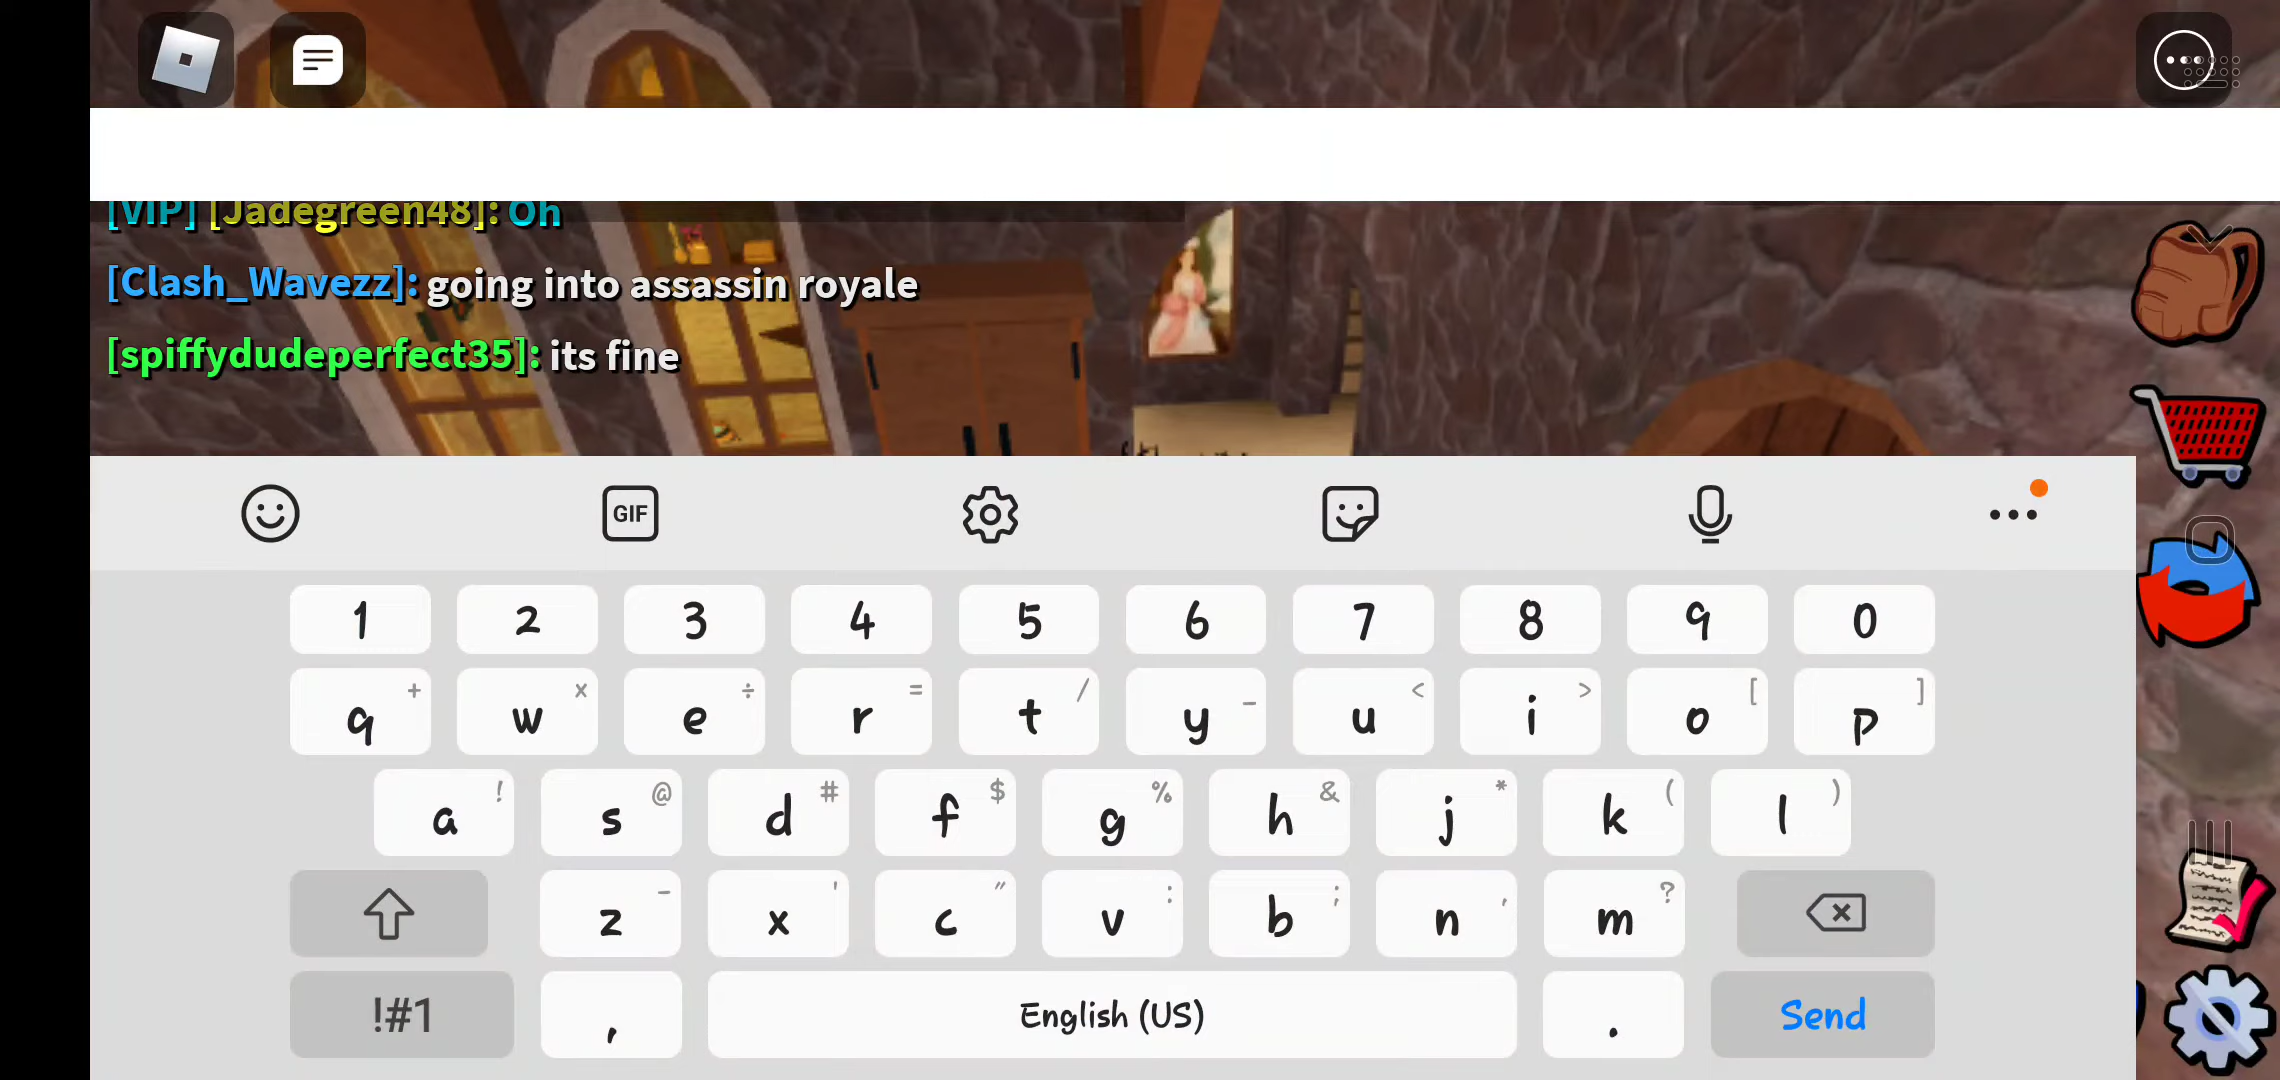 [VIP] [Jadegreen48]: Oh
[Clash_Wavezz]: going into assassin royale
[spiffydudeperfect35]: its fine
GIF
1 2 3 4 5 6 7 8 9 0
q + w × e ÷ r = t / y - u < i > o [ p ]
a ! s @ d # f $ g % h & j * k ( l )
z - x ' c " v : b ; n , m ?
!#1 , English (US) . Send